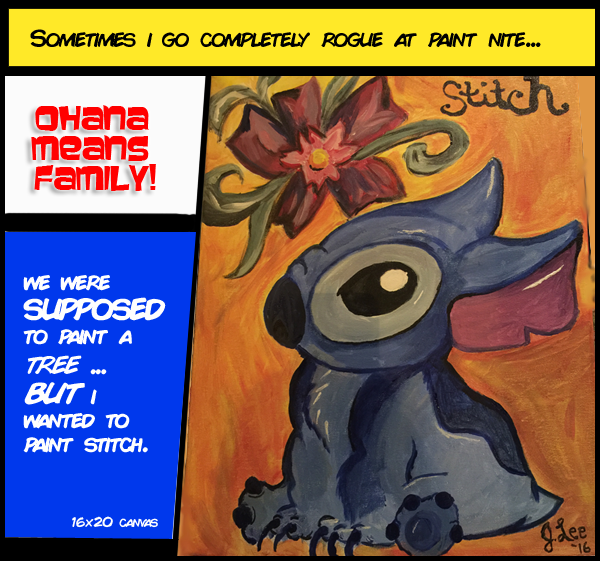 Sometimes i go completely rogue at paint nite...
OHANA
MEANS
FAMILY!
Stitch
WE WERE
SUPPOSED
TO PAINT A
TREE ...
BUT I
WANTED TO
PAINT STITCH.
16x20 CANVAS
J. Lee
-'16